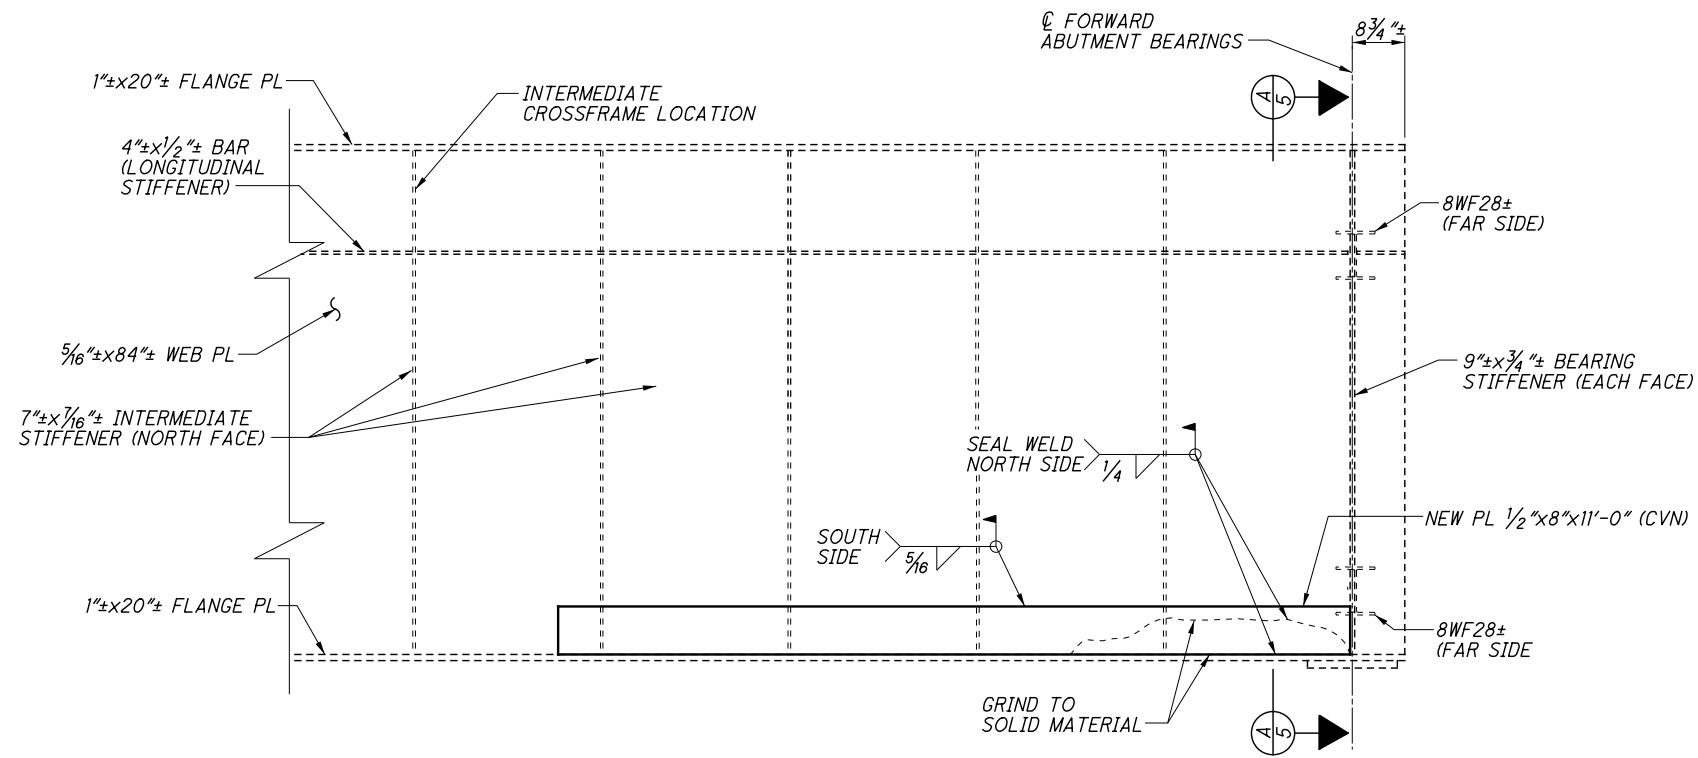 ℄ FORWARD
ABUTMENT BEARINGS
8 3/4"±
1"±x20"± FLANGE PL
INTERMEDIATE
CROSSFRAME LOCATION
A
5
4"±x1/2"± BAR
(LONGITUDINAL
STIFFENER)
8WF28±
(FAR SIDE)
5/16"±x84"± WEB PL
9"±x3/4"± BEARING
STIFFENER (EACH FACE)
7"±x7/16"± INTERMEDIATE
STIFFENER (NORTH FACE)
SEAL WELD
NORTH SIDE
1/4
NEW PL 1/2"x8"x11'-0" (CVN)
SOUTH
SIDE
5/16
1"±x20"± FLANGE PL
8WF28±
(FAR SIDE
GRIND TO
SOLID MATERIAL
A
5